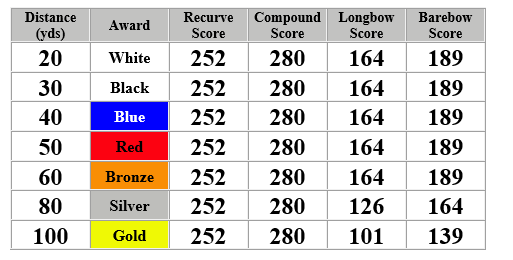 Distance (yds) Award Recurve Score Compound Score Longbow Score Barebow Score
20 White 252 280 164 189
30 Black 252 280 164 189
40 Blue 252 280 164 189
50 Red 252 280 164 189
60 Bronze 252 280 164 189
80 Silver 252 280 126 164
100 Gold 252 280 101 139